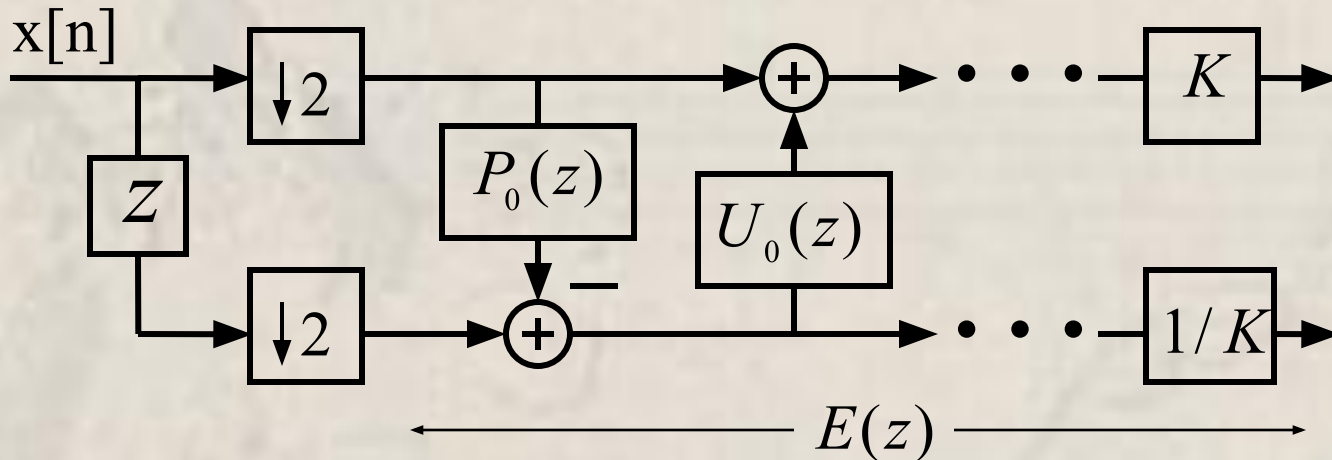 x[n]
↓2
+
• • •
K
z
P₀(z)
U₀(z)
↓2
−
+
• • •
1/K
E(z)